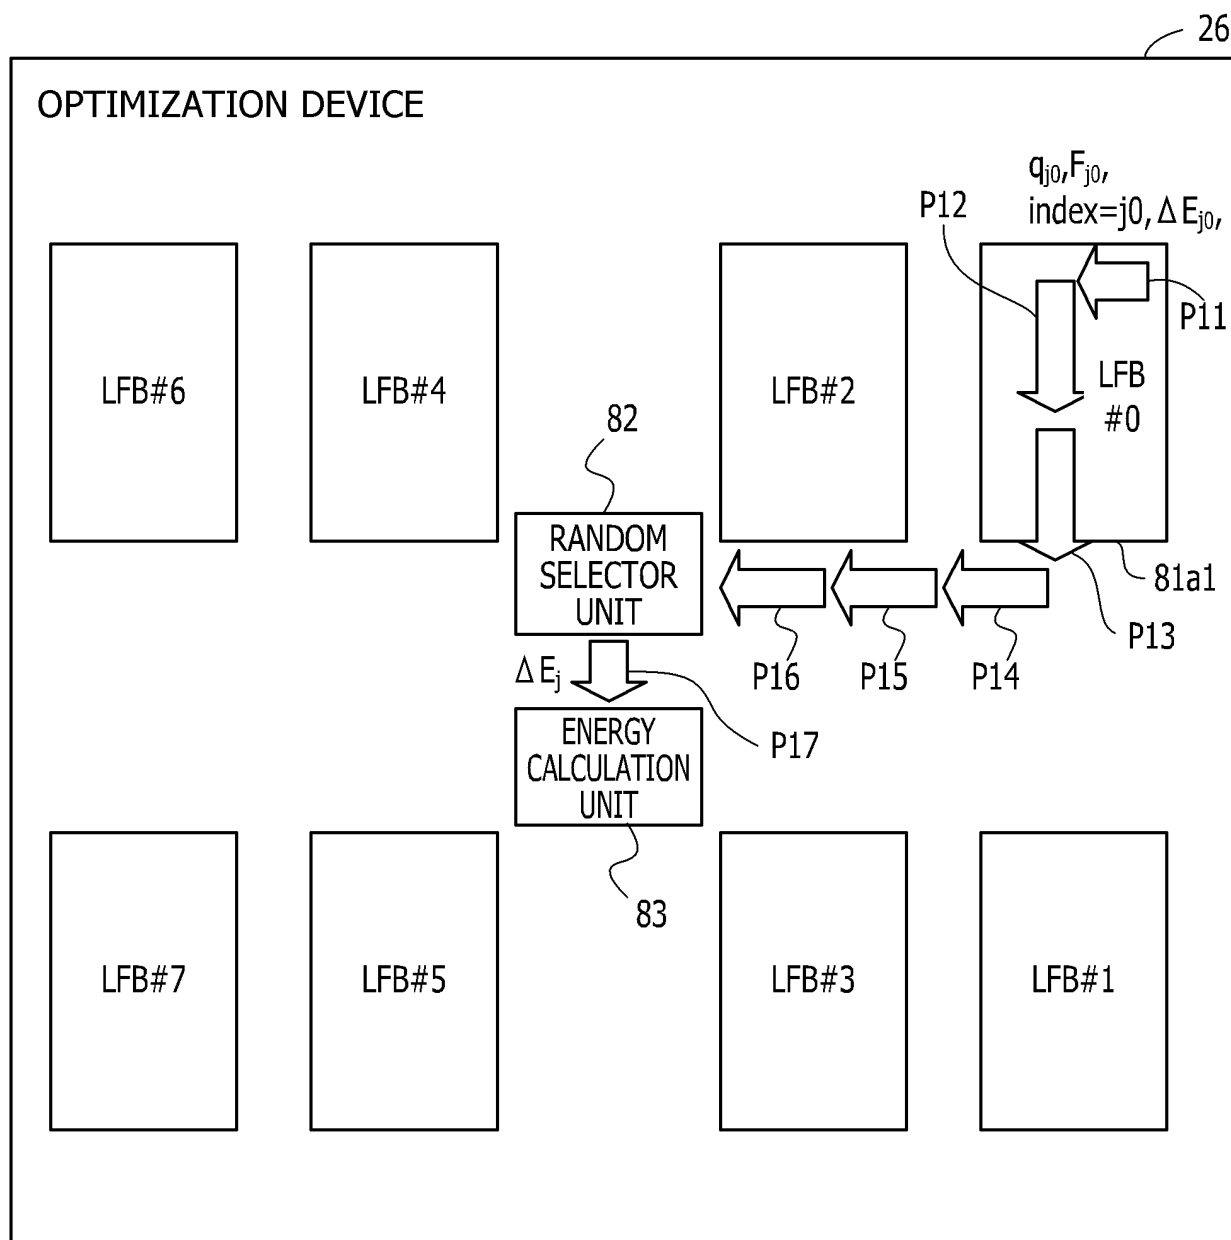 26
OPTIMIZATION DEVICE
qj0,Fj0,
index=j0,ΔEj0,
P12
P11
LFB#6
LFB#4
LFB#2
LFB
#0
82
RANDOM
SELECTOR
UNIT
81a1
P13
P16
P15
P14
ΔEj
P17
ENERGY
CALCULATION
UNIT
83
LFB#7
LFB#5
LFB#3
LFB#1